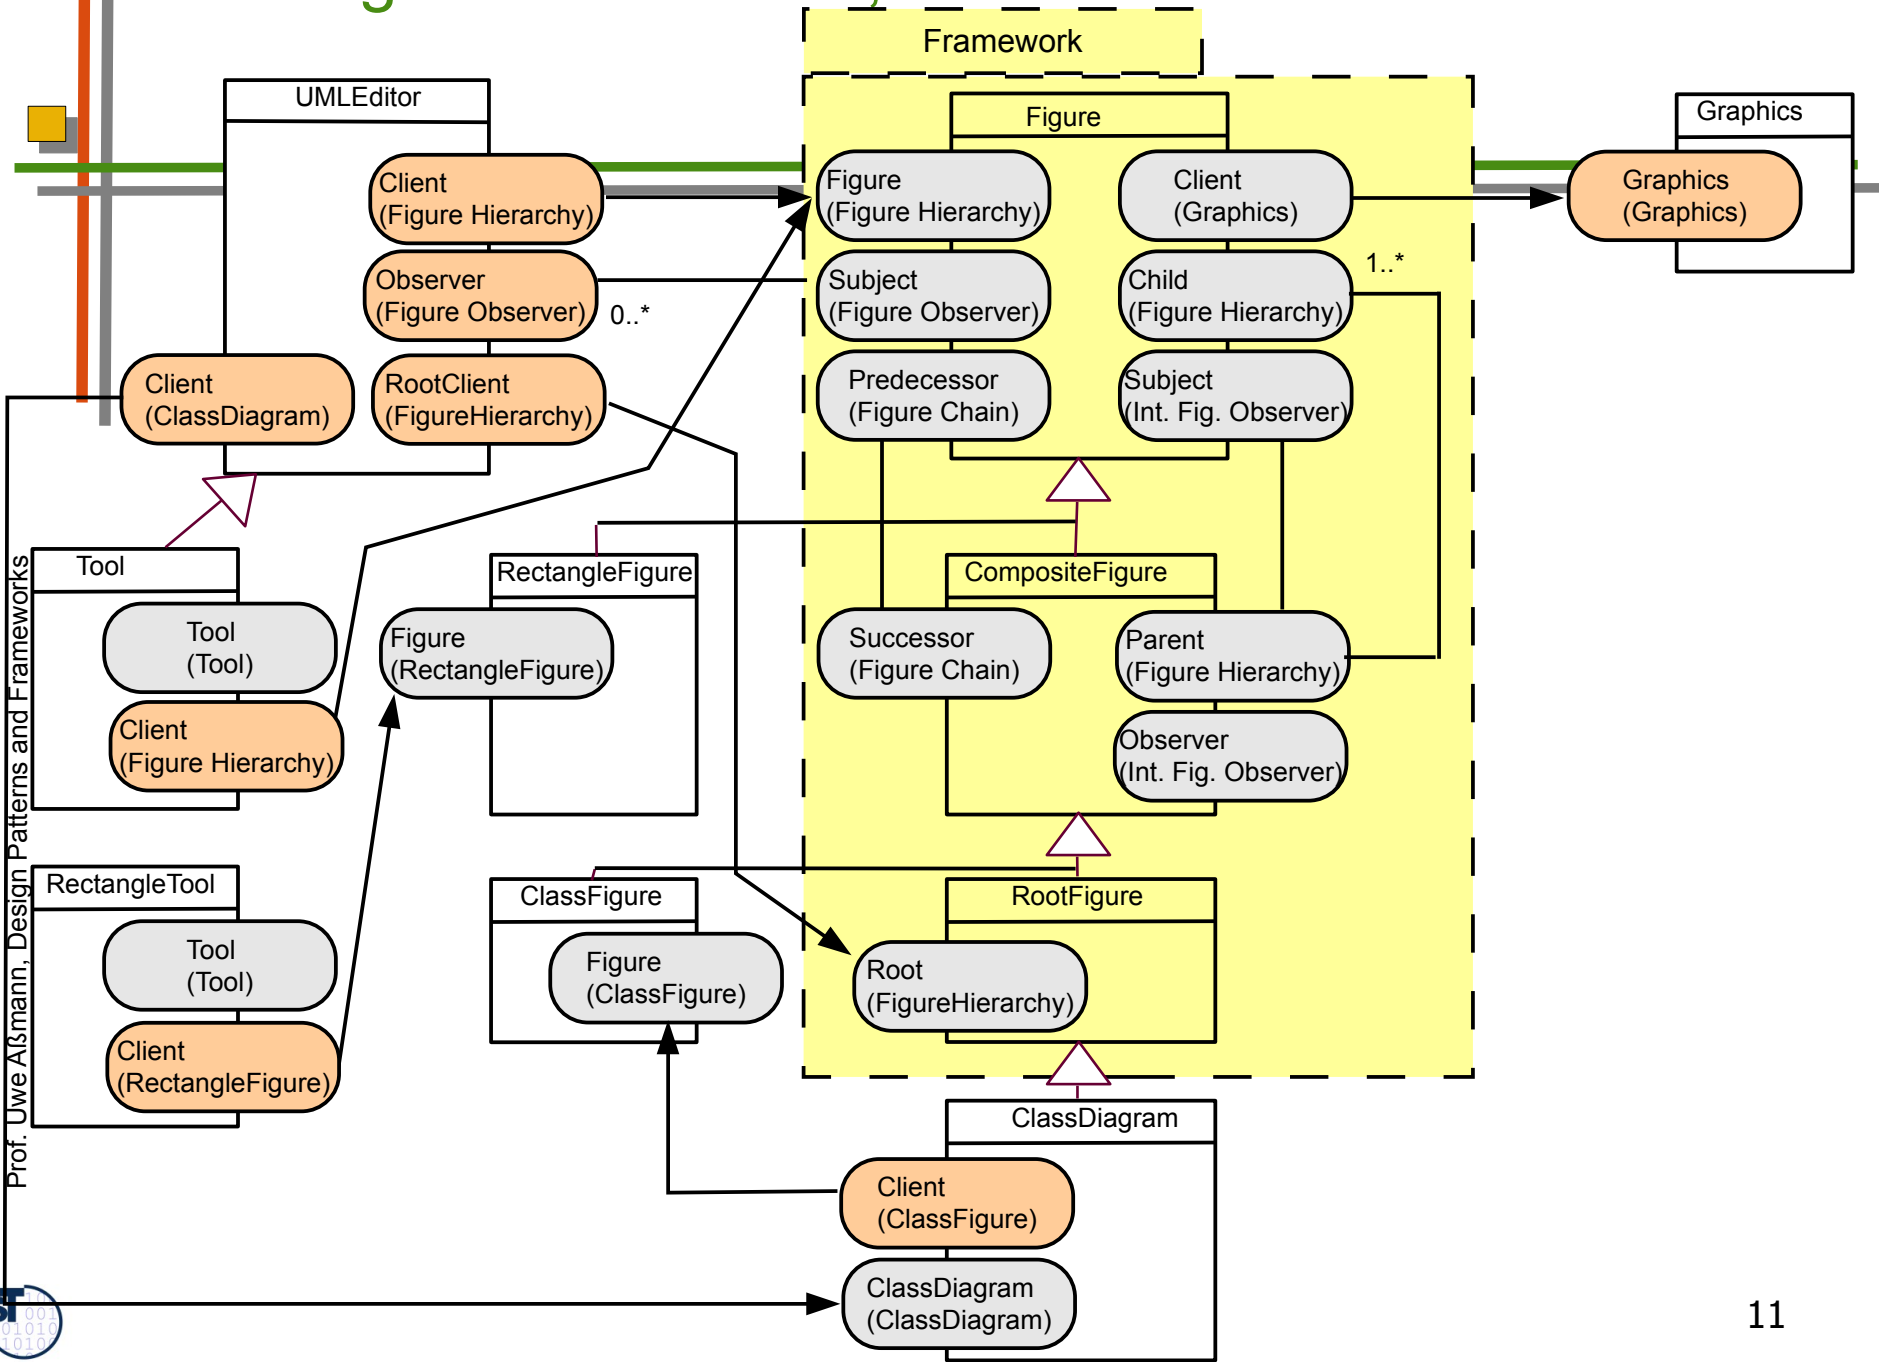 Framework
UMLEditor
Client
(Figure Hierarchy)
Observer
(Figure Observer)
0..*
Client
(ClassDiagram)
RootClient
(FigureHierarchy)
Figure
Figure
(Figure Hierarchy)
Client
(Graphics)
Subject
(Figure Observer)
Child
(Figure Hierarchy)
1..*
Predecessor
(Figure Chain)
Subject
(Int. Fig. Observer)
Graphics
Graphics
(Graphics)
Tool
Tool
(Tool)
Client
(Figure Hierarchy)
RectangleFigure
Figure
(RectangleFigure)
CompositeFigure
Successor
(Figure Chain)
Parent
(Figure Hierarchy)
Observer
(Int. Fig. Observer)
RectangleTool
Tool
(Tool)
Client
(RectangleFigure)
ClassFigure
Figure
(ClassFigure)
RootFigure
Root
(FigureHierarchy)
ClassDiagram
Client
(ClassFigure)
ClassDiagram
(ClassDiagram)
Prof. Uwe Aßmann, Design Patterns and Frameworks
11